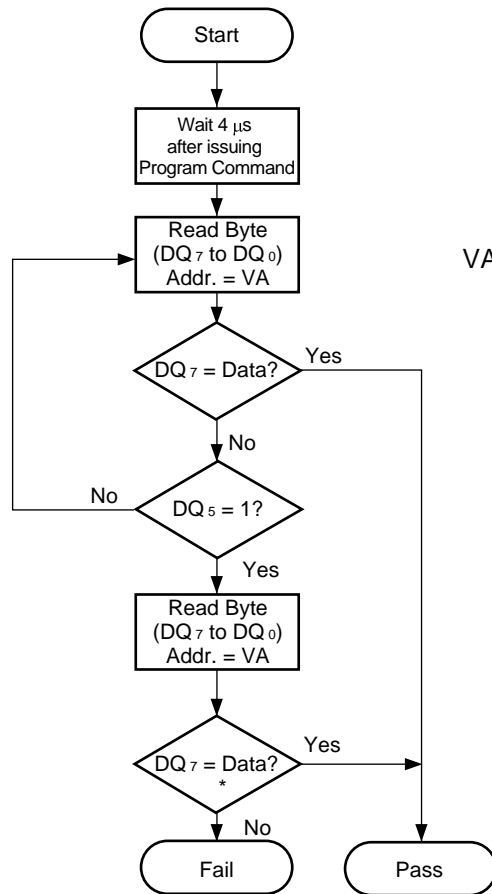 Start
Wait 4 μs
after issuing
Program Command
Read Byte
(DQ7 to DQ0)
Addr. = VA
VA
DQ7 = Data?
Yes
No
No
DQ5 = 1?
Yes
Read Byte
(DQ7 to DQ0)
Addr. = VA
DQ7 = Data?
*
Yes
No
Fail
Pass